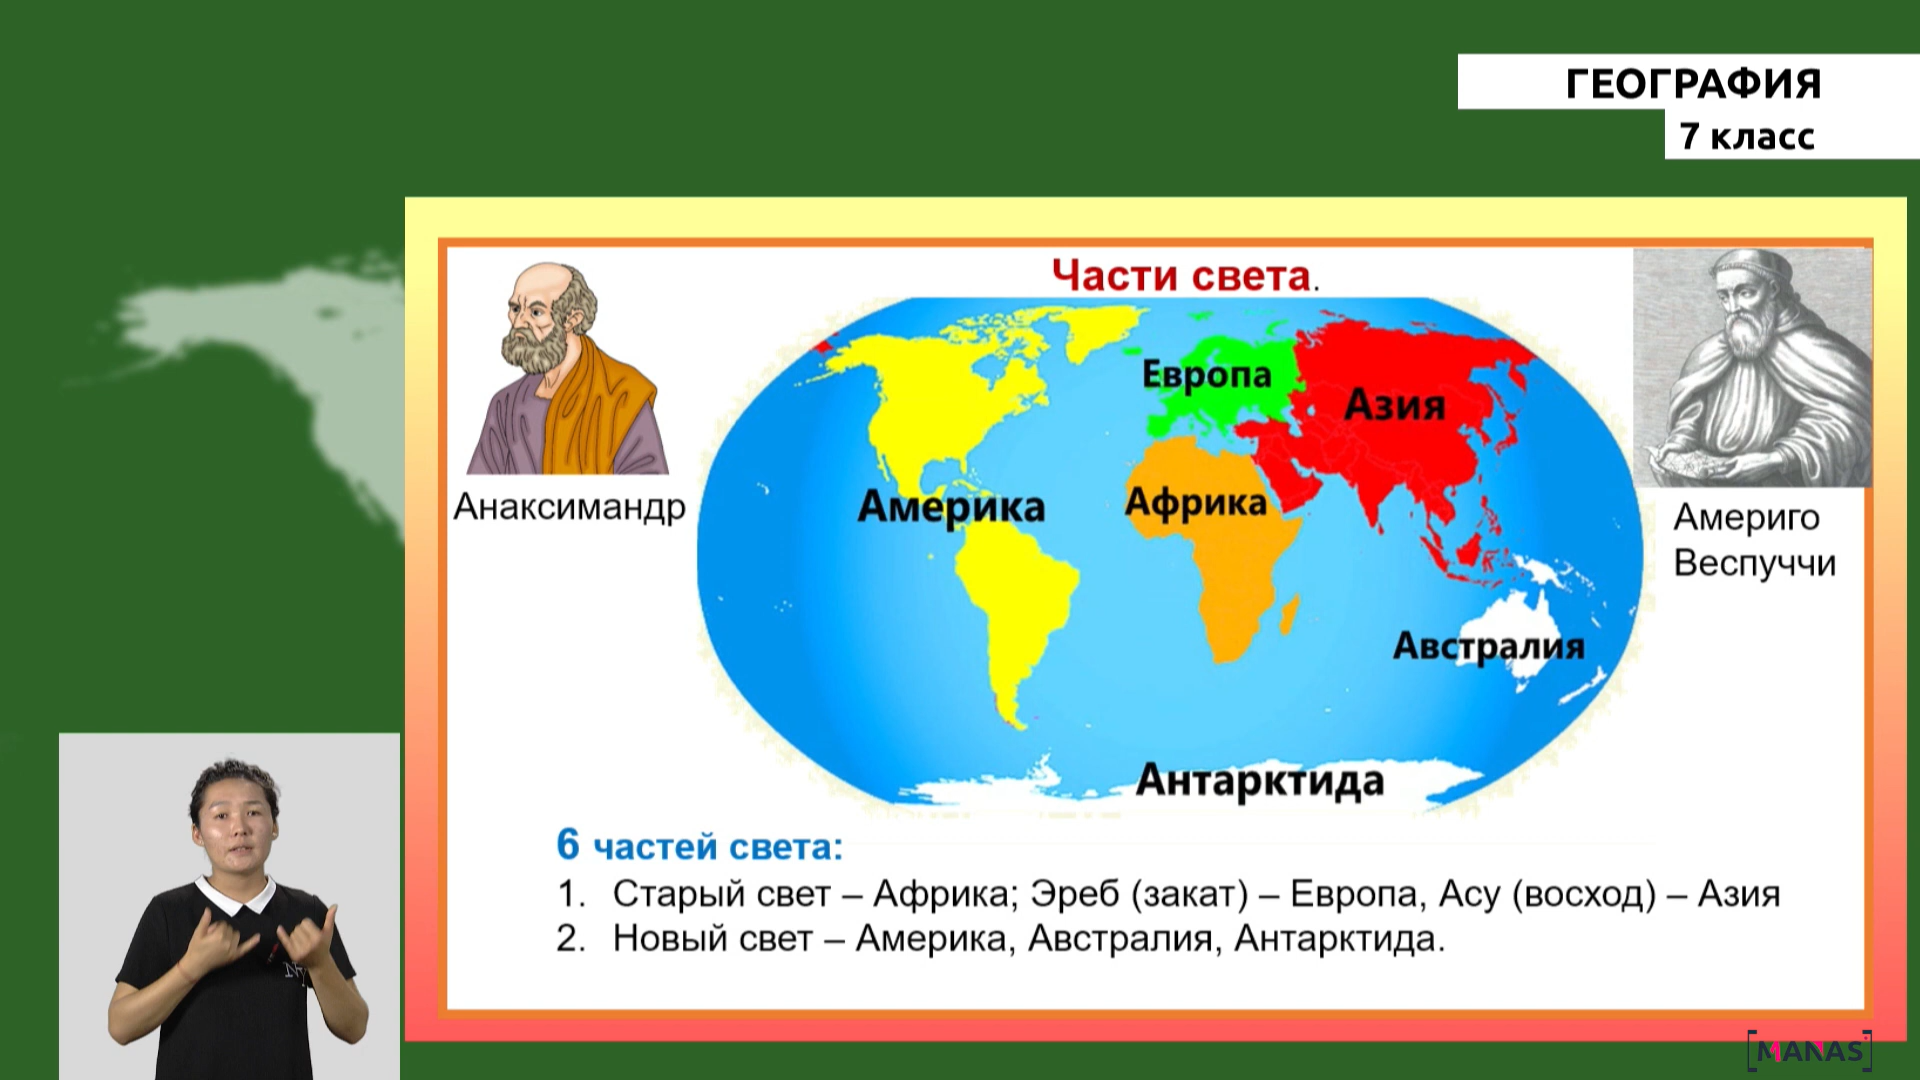 ГЕОГРАФИЯ
7 класс
Части света.
Анаксимандр
Америго
Веспуччи
Европа
Азия
Америка
Африка
Австралия
Антарктида
6 частей света:
1. Старый свет – Африка; Эреб (закат) – Европа, Асу (восход) – Азия
2. Новый свет – Америка, Австралия, Антарктида.
[MANAS]